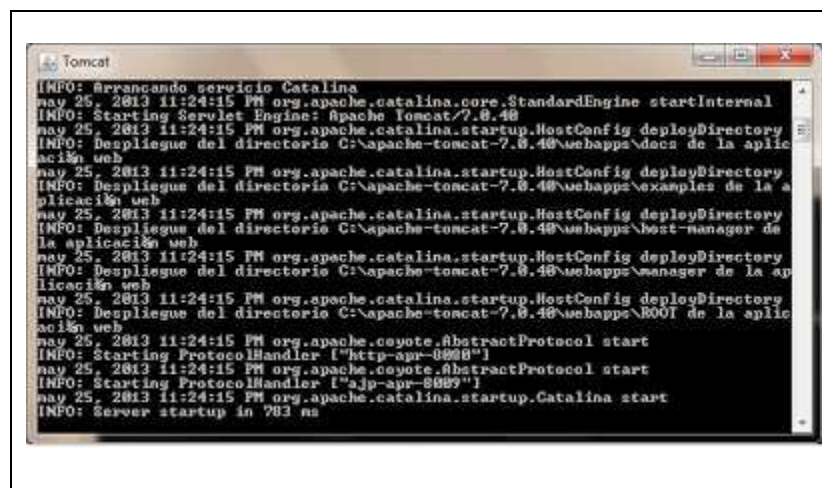 Tomcat
INFO: Arrancando servicio Catalina
may 25, 2013 11:24:15 PM org.apache.catalina.core.StandardEngine startInternal
INFO: Starting Servlet Engine: Apache Tomcat/7.0.40
may 25, 2013 11:24:15 PM org.apache.catalina.startup.HostConfig deployDirectory
INFO: Despliegue del directorio C:\apache-tomcat-7.0.40\webapps\docs de la aplic
aci¾n web
may 25, 2013 11:24:15 PM org.apache.catalina.startup.HostConfig deployDirectory
INFO: Despliegue del directorio C:\apache-tomcat-7.0.40\webapps\examples de la a
plicaci¾n web
may 25, 2013 11:24:15 PM org.apache.catalina.startup.HostConfig deployDirectory
INFO: Despliegue del directorio C:\apache-tomcat-7.0.40\webapps\host-manager de
la aplicaci¾n web
may 25, 2013 11:24:15 PM org.apache.catalina.startup.HostConfig deployDirectory
INFO: Despliegue del directorio C:\apache-tomcat-7.0.40\webapps\manager de la ap
licaci¾n web
may 25, 2013 11:24:15 PM org.apache.catalina.startup.HostConfig deployDirectory
INFO: Despliegue del directorio C:\apache-tomcat-7.0.40\webapps\ROOT de la aplic
aci¾n web
may 25, 2013 11:24:15 PM org.apache.coyote.AbstractProtocol start
INFO: Starting ProtocolHandler ["http-apr-8080"]
may 25, 2013 11:24:15 PM org.apache.coyote.AbstractProtocol start
INFO: Starting ProtocolHandler ["ajp-apr-8009"]
may 25, 2013 11:24:15 PM org.apache.catalina.startup.Catalina start
INFO: Server startup in 783 ms